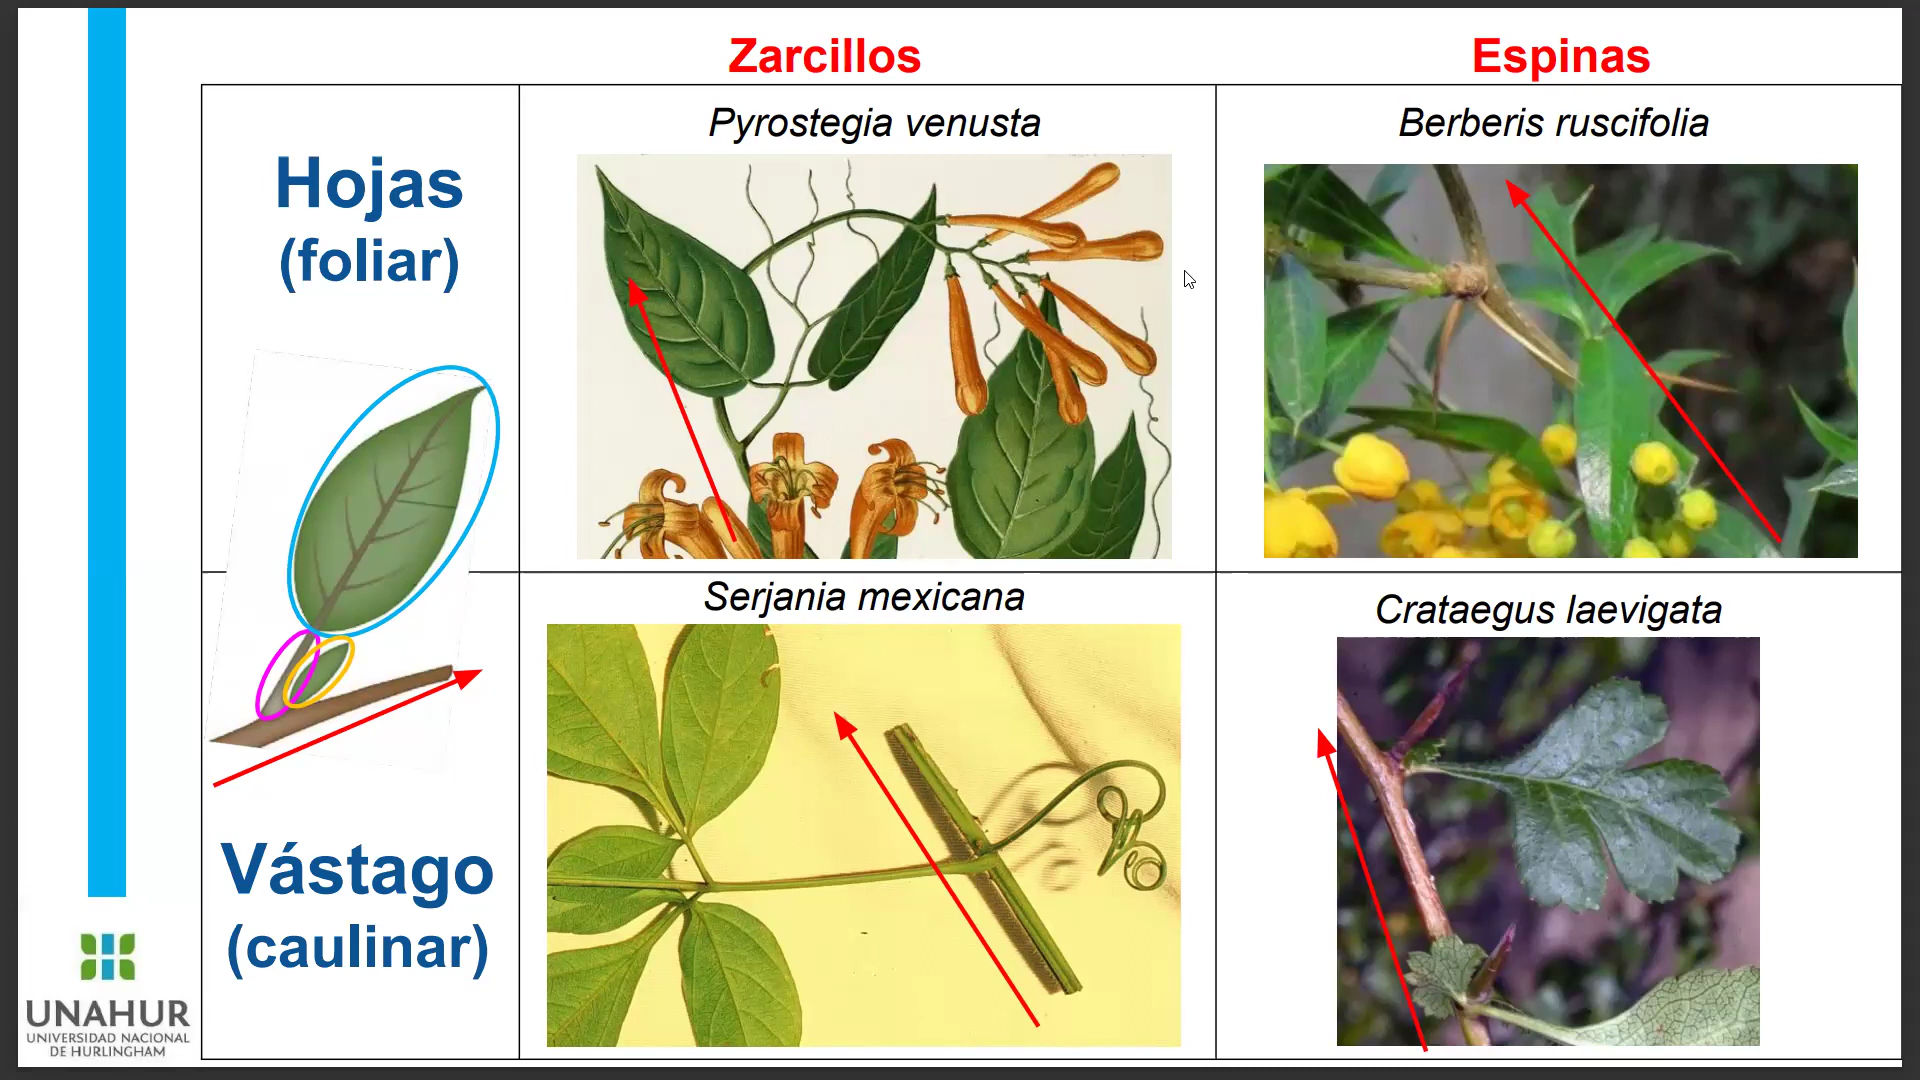 Zarcillos
Espinas
Hojas
(foliar)
Pyrostegia venusta
Berberis ruscifolia
Vástago
(caulinar)
Serjania mexicana
Crataegus laevigata
UNAHUR
UNIVERSIDAD NACIONAL
DE HURLINGHAM